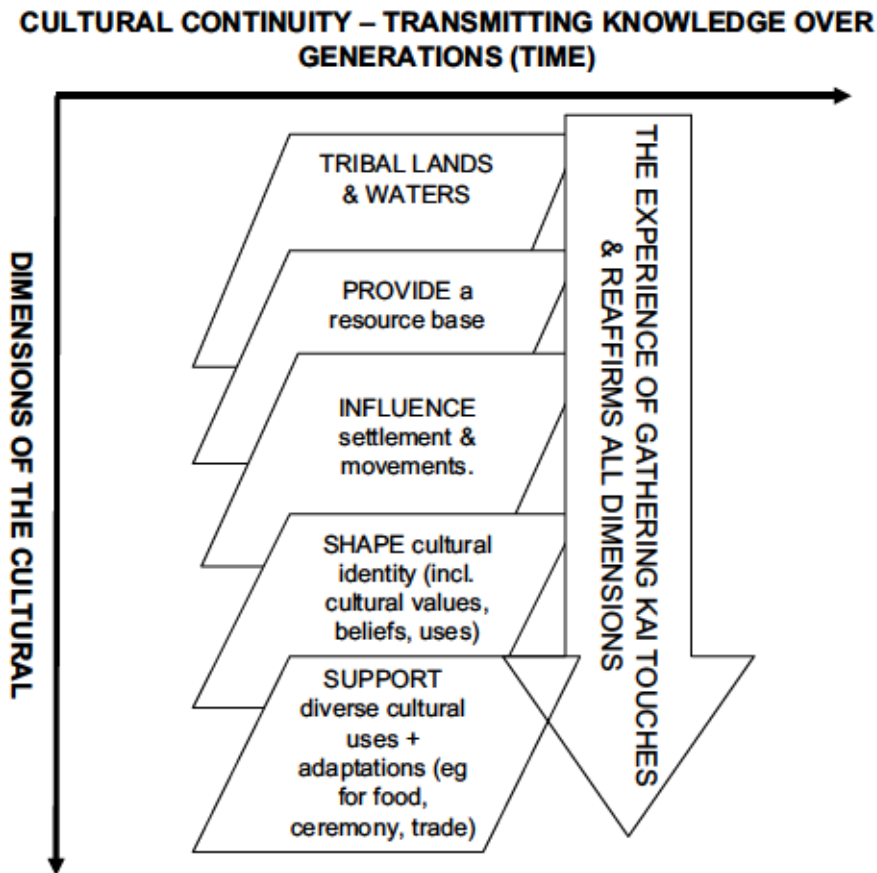 CULTURAL CONTINUITY – TRANSMITTING KNOWLEDGE OVER
GENERATIONS (TIME)
DIMENSIONS OF THE CULTURAL
TRIBAL LANDS
& WATERS
PROVIDE a
resource base
INFLUENCE
settlement &
movements.
SHAPE cultural
identity (incl.
cultural values,
beliefs, uses)
SUPPORT
diverse cultural
uses +
adaptations (eg
for food,
ceremony, trade)
THE EXPERIENCE OF GATHERING KAI TOUCHES
& REAFFIRMS ALL DIMENSIONS